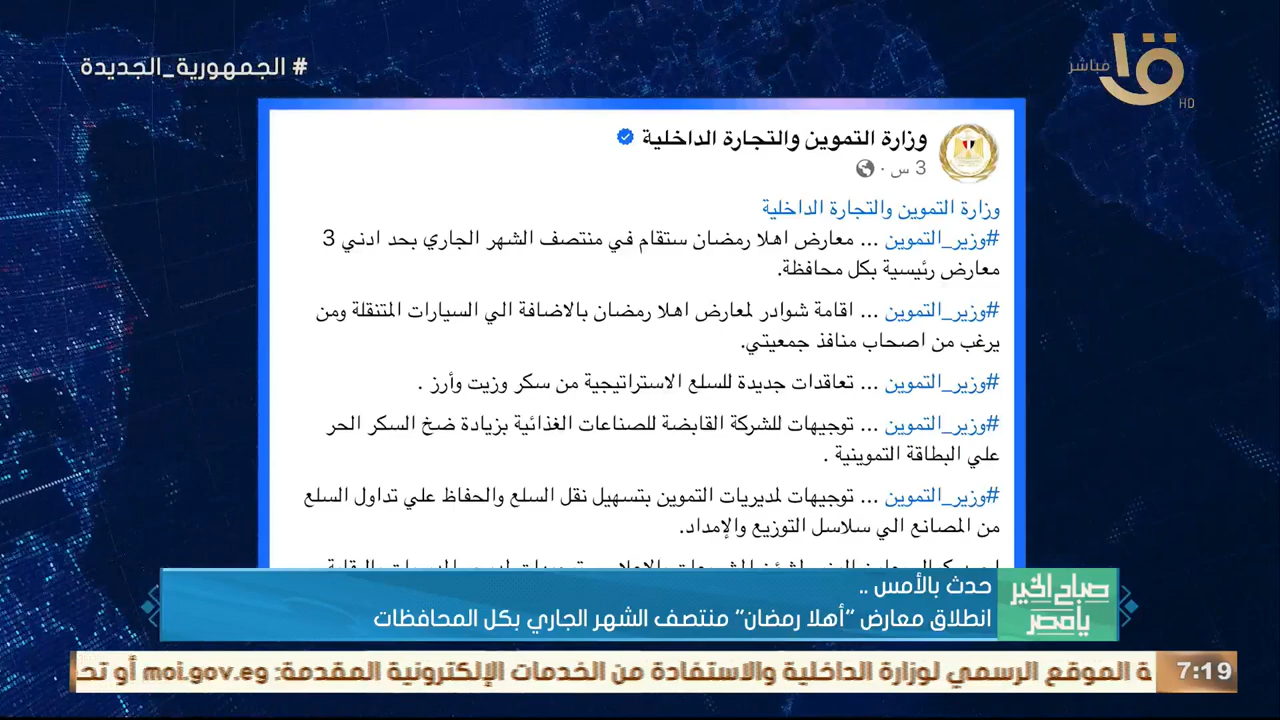 # الجمهورية_الجديدة
مباشر
HD
وزارة التموين والتجارة الداخلية
3 س ·
وزارة التموين والتجارة الداخلية
#وزير_التموين ... معارض اهلا رمضان ستقام في منتصف الشهر الجاري بحد ادني 3
معارض رئيسية بكل محافظة.
#وزير_التموين ... اقامة شوادر لمعارض اهلا رمضان بالاضافة الي السيارات المتنقلة ومن
يرغب من اصحاب منافذ جمعيتي.
#وزير_التموين ... تعاقدات جديدة للسلع الاستراتيجية من سكر وزيت وأرز .
#وزير_التموين ... توجيهات للشركة القابضة للصناعات الغذائية بزيادة ضخ السكر الحر
علي البطاقة التموينية .
#وزير_التموين ... توجيهات لمديريات التموين بتسهيل نقل السلع والحفاظ علي تداول السلع
من المصانع الي سلاسل التوزيع والإمداد.
حدث بالأمس ..
انطلاق معارض "أهلا رمضان" منتصف الشهر الجاري بكل المحافظات
صباح الخير
يا مصر
الموقع الرسمي لوزارة الداخلية والاستفادة من الخدمات الإلكترونية المقدمة: moi.gov.eg أو
7:19